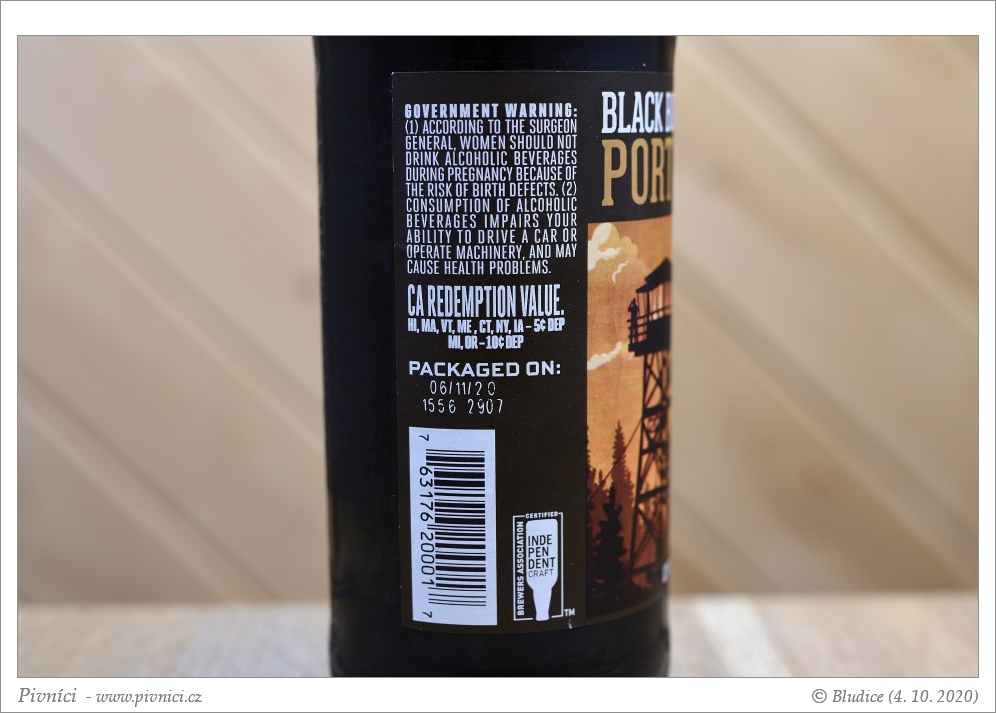 GOVERNMENT WARNING:
(1) ACCORDING TO THE SURGEON
GENERAL, WOMEN SHOULD NOT
DRINK ALCOHOLIC BEVERAGES
DURING PREGNANCY BECAUSE OF
THE RISK OF BIRTH DEFECTS. (2)
CONSUMPTION OF ALCOHOLIC
BEVERAGES IMPAIRS YOUR
ABILITY TO DRIVE A CAR OR
OPERATE MACHINERY, AND MAY
CAUSE HEALTH PROBLEMS.
CA REDEMPTION VALUE.
HI, MA, VT, ME, CT, NY, IA – 5¢ DEP
MI, OR – 10¢ DEP
PACKAGED ON:
06/11/20
1556 2907
7 63176 20001 7
CERTIFIED
BREWERS ASSOCIATION
INDE
PEN
DENT
CRAFT
TM
BLACK
Pivníci - www.pivnici.cz
© Bludice (4. 10. 2020)